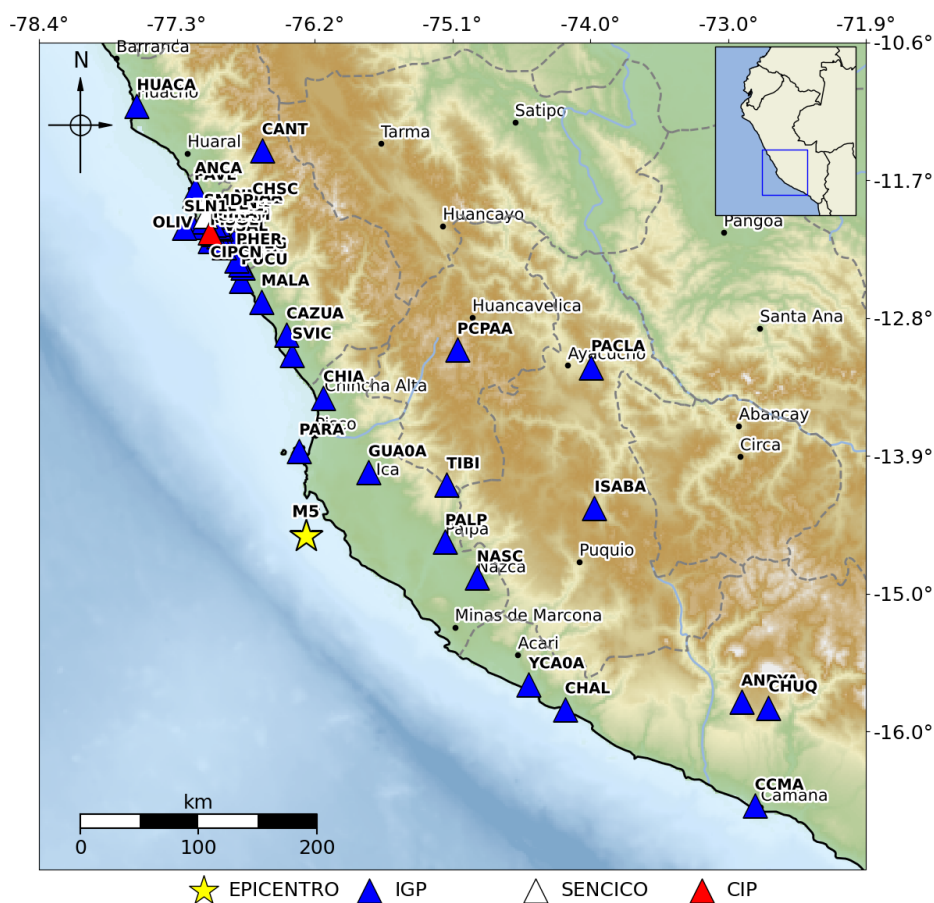 -78.4 -77.3 -76.2 -75.1 -74.0 -73.0 -71.9
-10.6
Barranca
N
HUACA
Huacho
Satipo
CANT
Tarma
Huaral
ANCA
-11.7
CHSC
SLN1
Huancayo
OLIV
Pangoa
PHER
CIPCN
PUCU
MALA
Huancavelica
CAZUA
Santa Ana
-12.8
SVIC
PCPAA
PACLA
Ayacucho
CHIA
Chincha Alta
Abancay
PARA
Pisco
Circa
-13.9
GUA0A
TIBI
Ica
ISABA
M5
PALP
Palpa
Puquio
NASC
Nazca
-15.0
Minas de Marcona
Acari
YCA0A
CHAL
CHUQ
-16.0
CCMA
Camana
km
0 100 200
EPICENTRO IGP SENCICO CIP